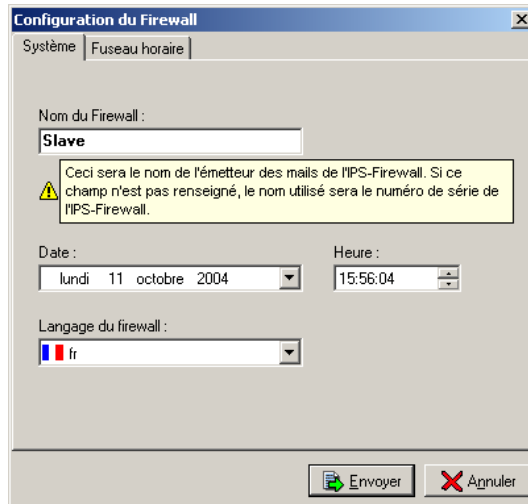 Configuration du Firewall
Système
Fuseau horaire
Nom du Firewall :
Slave
Ceci sera le nom de l'émetteur des mails de l'IPS-Firewall. Si ce
champ n'est pas renseigné, le nom utilisé sera le numéro de série de
l'IPS-Firewall.
Date :
Heure :
lundi 11 octobre 2004
15:56:04
Langage du firewall :
fr
Envoyer
Annuler